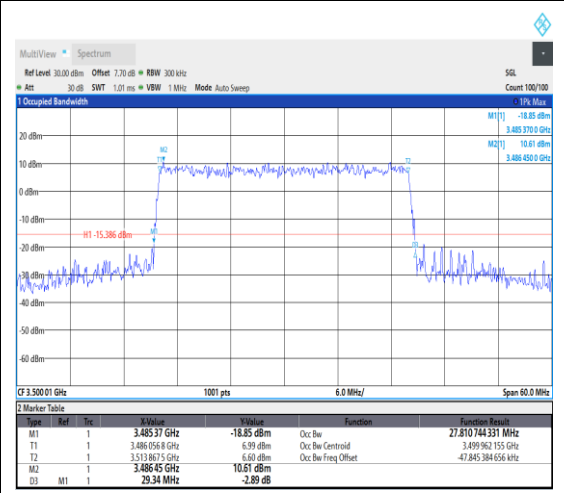 MultiView Spectrum
Ref Level 30.00 dBm Offset 7.70 dB RBW 300 kHz SGL
Att 30 dB SWT 1.01 ms VBW 1 MHz Mode Auto Sweep Count 100/100
1 Occupied Bandwidth 1Pk Max
M1[1] -18.85 dBm
3.485 370 0 GHz
M2[1] 10.61 dBm
3.486 450 0 GHz
20 dBm
10 dBm
0 dBm
-10 dBm
-20 dBm
-30 dBm
-40 dBm
-50 dBm
-60 dBm
M2
T1
T2
H1 -15.386 dBm
M1
D3
CF 3.500 01 GHz 1001 pts 6.0 MHz/ Span 60.0 MHz
2 Marker Table
Type Ref Trc X-Value Y-Value Function Function Result
M1 1 3.485 37 GHz -18.85 dBm Occ Bw 27.810 744 331 MHz
T1 1 3.486 056 8 GHz 6.99 dBm Occ Bw Centroid 3.499 962 155 GHz
T2 1 3.513 867 5 GHz 6.60 dBm Occ Bw Freq Offset -47.845 384 656 kHz
M2 1 3.486 45 GHz 10.61 dBm
D3 M1 1 29.34 MHz -2.89 dB